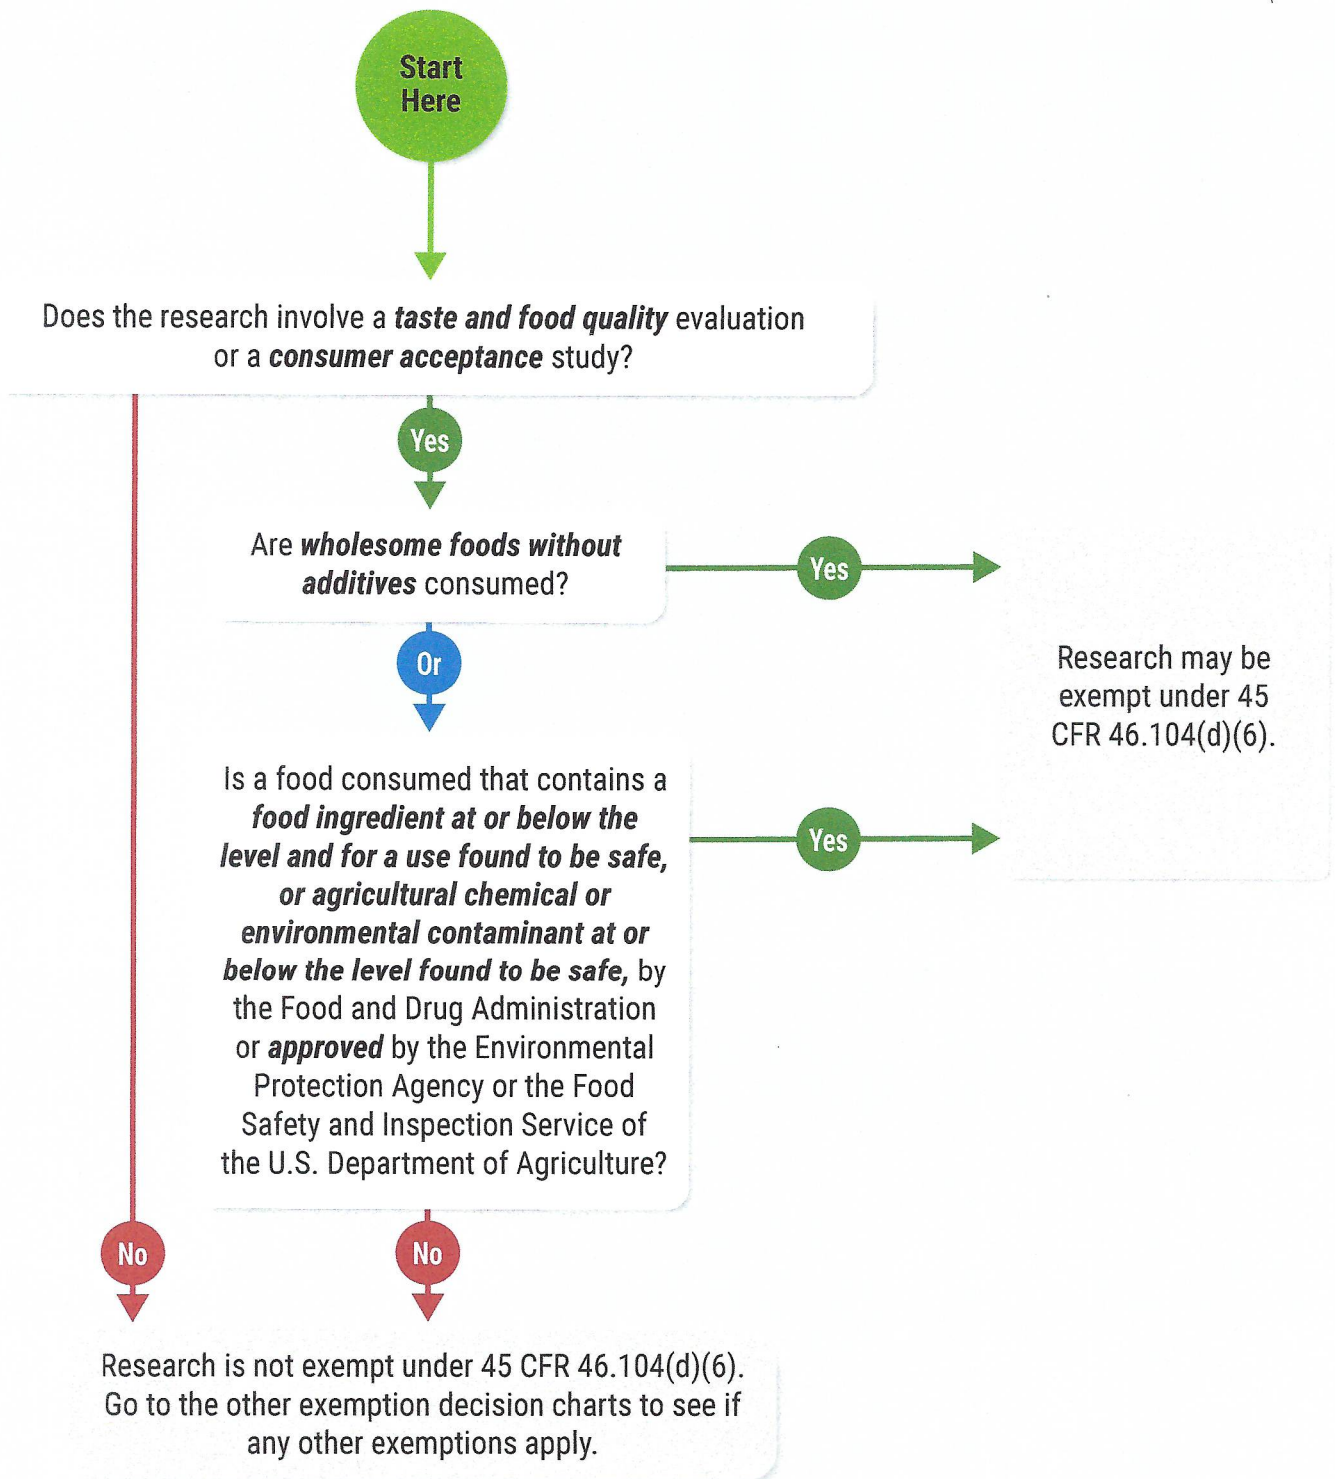 Start
Here
Does the research involve a taste and food quality evaluation
or a consumer acceptance study?
Yes
Are wholesome foods without
additives consumed?
Yes
Or
Research may be
exempt under 45
CFR 46.104(d)(6).
Is a food consumed that contains a
food ingredient at or below the
level and for a use found to be safe,
or agricultural chemical or
environmental contaminant at or
below the level found to be safe, by
the Food and Drug Administration
or approved by the Environmental
Protection Agency or the Food
Safety and Inspection Service of
the U.S. Department of Agriculture?
Yes
No
No
Research is not exempt under 45 CFR 46.104(d)(6).
Go to the other exemption decision charts to see if
any other exemptions apply.